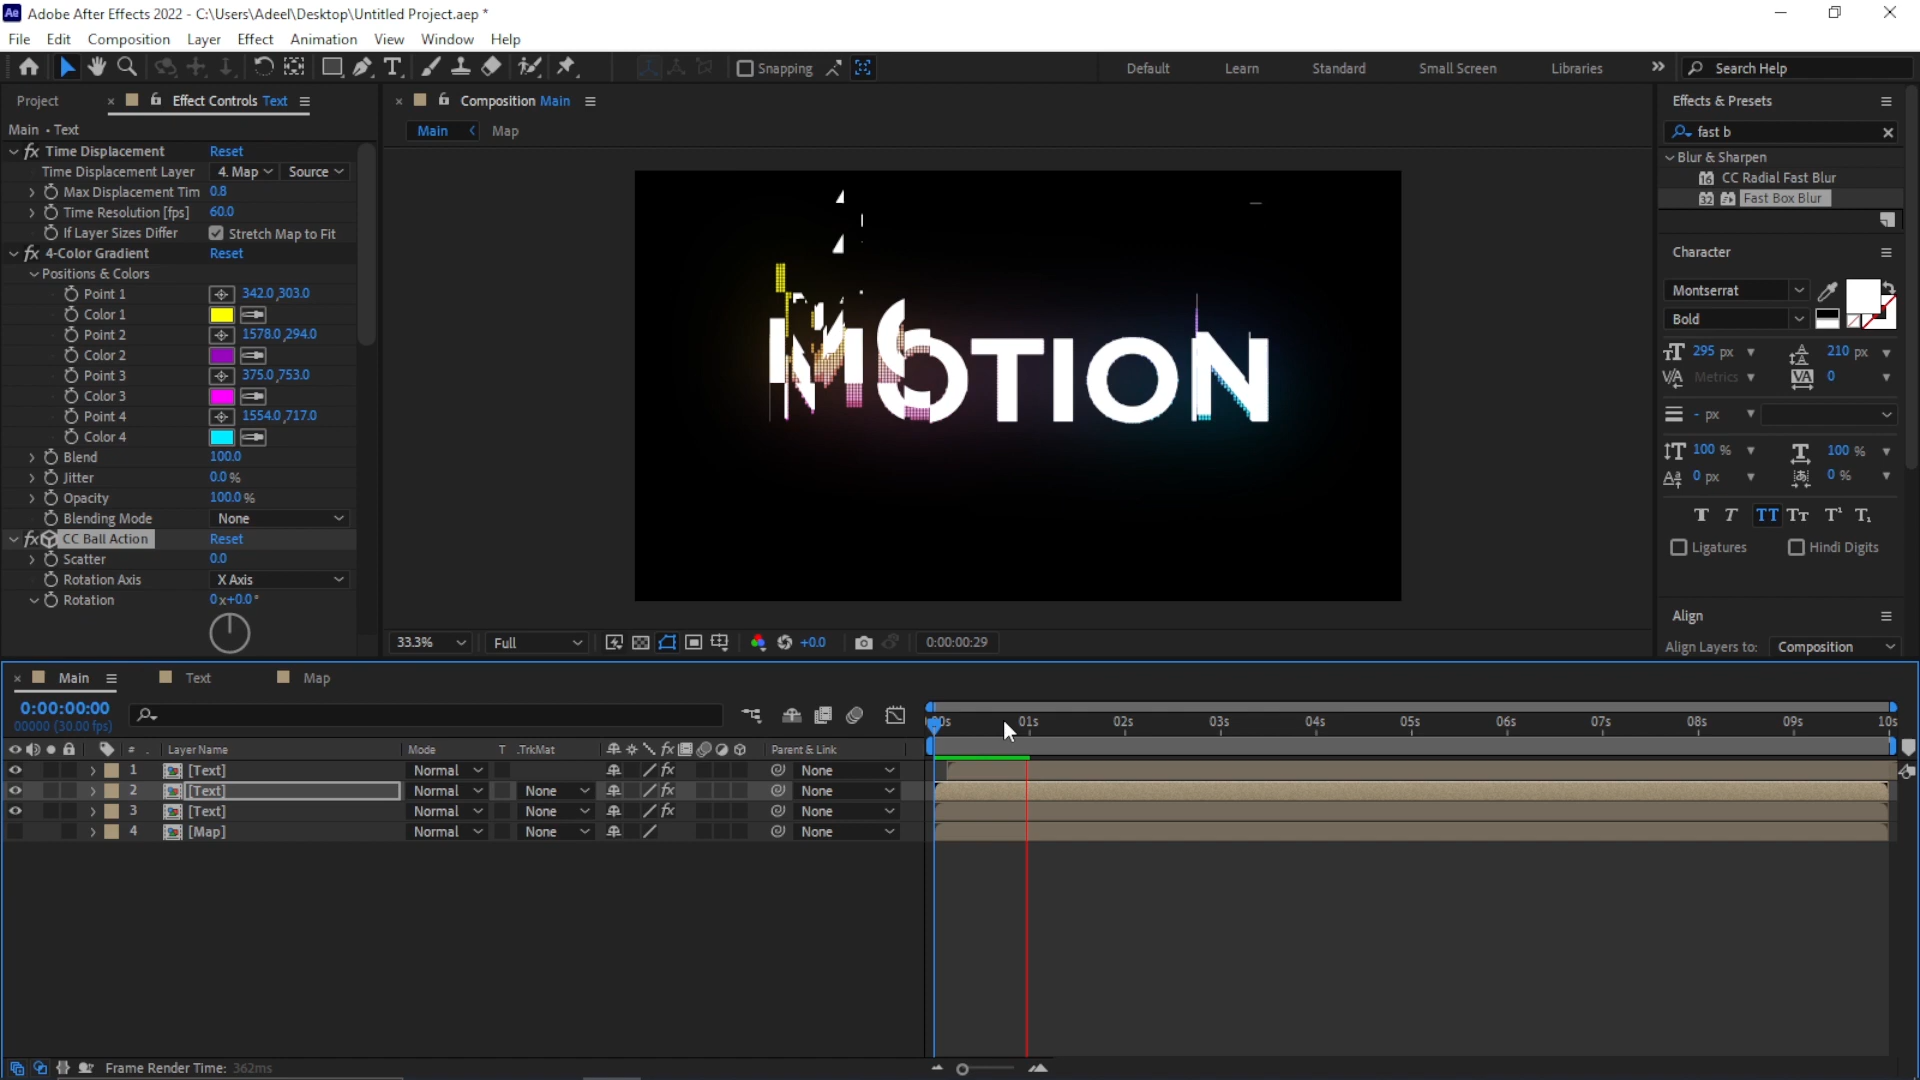 Adobe After Effects 2022 - C:\Users\Adeel\Desktop\Untitled Project.aep *
File Edit Composition Layer Effect Animation View Window Help
Snapping Default Learn Standard Small Screen Libraries Search Help
Project Effect Controls Text Composition Main Effects & Presets
Main • Text
Main Map
fast b
Time Displacement Reset
Time Displacement Layer 4. Map Source
Max Displacement Tim 0.8
Time Resolution [fps] 60.0
If Layer Sizes Differ Stretch Map to Fit
4-Color Gradient Reset
Positions & Colors
Point 1 342.0,303.0
Color 1
Point 2 1578.0,294.0
Color 2
Point 3 375.0,753.0
Color 3
Point 4 1554.0,717.0
Color 4
Blend 100.0
Jitter 0.0 %
Opacity 100.0 %
Blending Mode None
CC Ball Action Reset
Scatter 0.0
Rotation Axis X Axis
Rotation 0x+0.0°
MOTION
33.3% Full +0.0 0:00:00:29
Blur & Sharpen
16 CC Radial Fast Blur
32 Fast Box Blur
Character
Montserrat
Bold
295 px 210 px
Metrics 0
- px
100 % 100 %
0 px 0 %
Ligatures Hindi Digits
Align
Align Layers to: Composition
Main Text Map
0:00:00:00
00000 (30.00 fps)
00s 01s 02s 03s 04s 05s 06s 07s 08s 09s 10s
# Layer Name Mode T .TrkMat Parent & Link
1 [Text] Normal None
2 [Text] Normal None None
3 [Text] Normal None None
4 [Map] Normal None None
Frame Render Time: 362ms